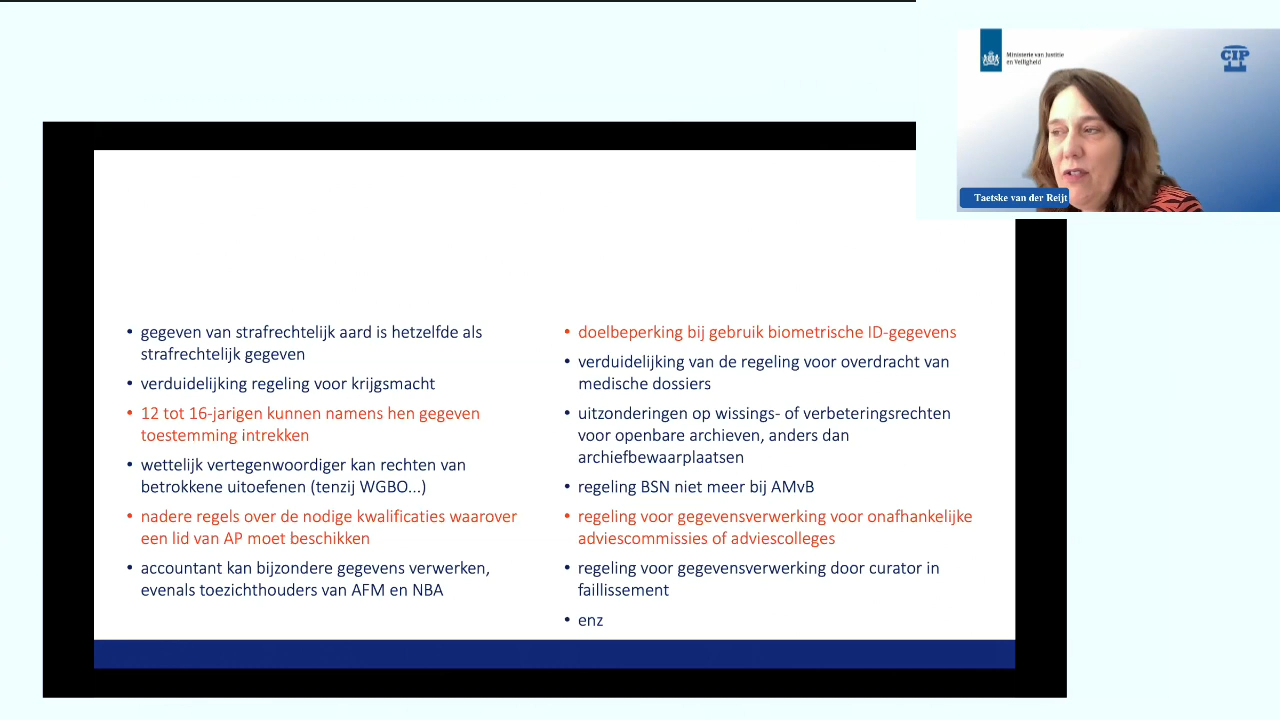 Ministerie van Justitie
en Veiligheid
CIP
Taetske van der Reijt
• gegeven van strafrechtelijk aard is hetzelfde als
strafrechtelijk gegeven
• verduidelijking regeling voor krijgsmacht
• 12 tot 16-jarigen kunnen namens hen gegeven
toestemming intrekken
• wettelijk vertegenwoordiger kan rechten van
betrokkene uitoefenen (tenzij WGBO...)
• nadere regels over de nodige kwalificaties waarover
een lid van AP moet beschikken
• accountant kan bijzondere gegevens verwerken,
evenals toezichthouders van AFM en NBA
• doelbeperking bij gebruik biometrische ID-gegevens
• verduidelijking van de regeling voor overdracht van
medische dossiers
• uitzonderingen op wissings- of verbeteringsrechten
voor openbare archieven, anders dan
archiefbewaarplaatsen
• regeling BSN niet meer bij AMvB
• regeling voor gegevensverwerking voor onafhankelijke
adviescommissies of adviescolleges
• regeling voor gegevensverwerking door curator in
faillissement
• enz